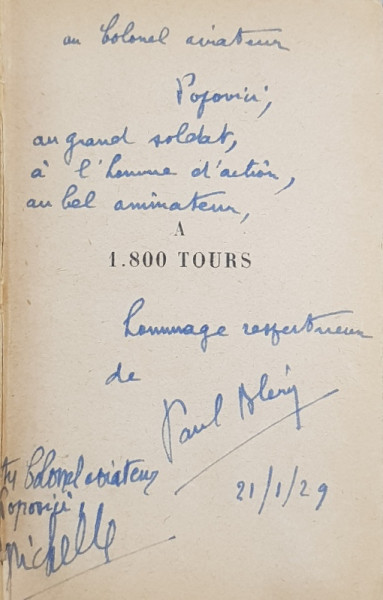 au Colonel aviateur
Popovici,
au grand soldat,
à l'homme d'action,
au bel animateur,
A
1.800 TOURS
hommage respectueux
de
Paul Bléry
21/1/29
Colonel aviateur
Popovici
Michelle